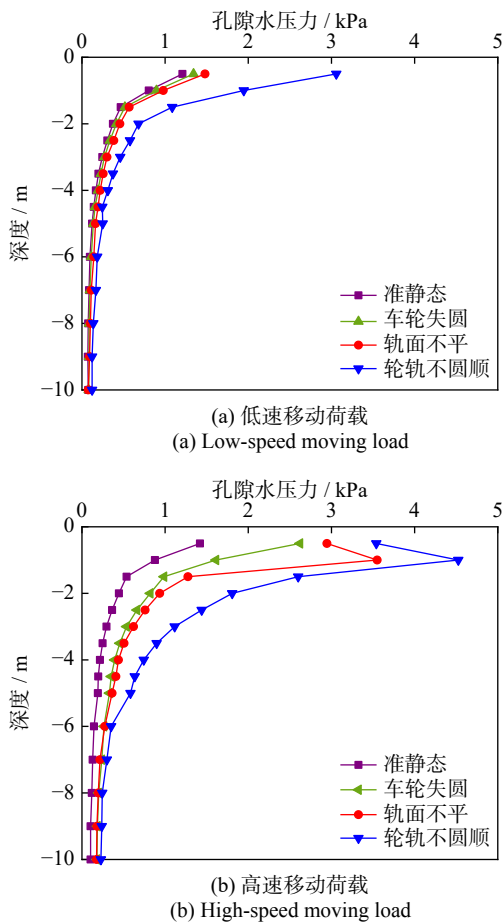 孔隙水压力 / kPa
0 1 2 3 4 5
0
−2
−4
−6
−8
−10
深度 / m
准静态
车轮失圆
轨面不平
轮轨不圆顺
(a) 低速移动荷载
(a) Low-speed moving load
孔隙水压力 / kPa
0 1 2 3 4 5
0
−2
−4
−6
−8
−10
深度 / m
准静态
车轮失圆
轨面不平
轮轨不圆顺
(b) 高速移动荷载
(b) High-speed moving load